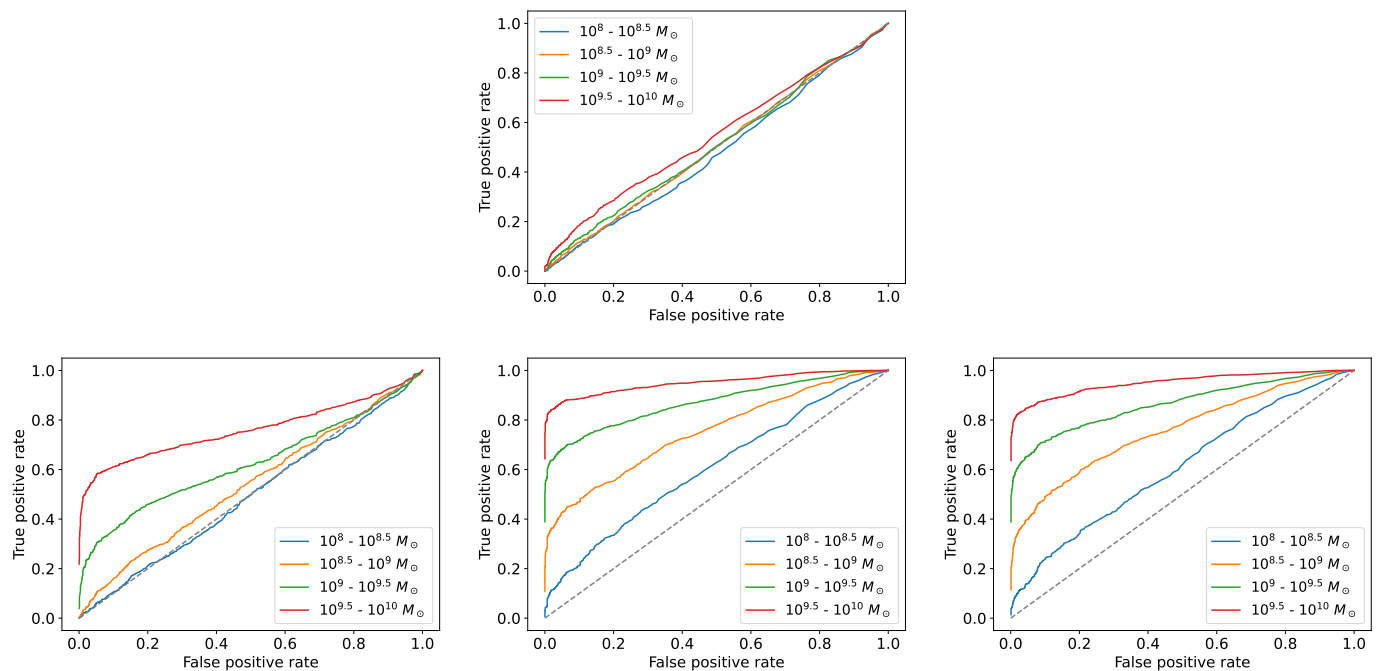 True positive rate
1.0
0.8
0.6
0.4
0.2
0.0
10^8 - 10^8.5 M⊙
10^8.5 - 10^9 M⊙
10^9 - 10^9.5 M⊙
10^9.5 - 10^10 M⊙
0.0 0.2 0.4 0.6 0.8 1.0
False positive rate
True positive rate
1.0
0.8
0.6
0.4
0.2
0.0
10^8 - 10^8.5 M⊙
10^8.5 - 10^9 M⊙
10^9 - 10^9.5 M⊙
10^9.5 - 10^10 M⊙
0.0 0.2 0.4 0.6 0.8 1.0
False positive rate
True positive rate
1.0
0.8
0.6
0.4
0.2
0.0
10^8 - 10^8.5 M⊙
10^8.5 - 10^9 M⊙
10^9 - 10^9.5 M⊙
10^9.5 - 10^10 M⊙
0.0 0.2 0.4 0.6 0.8 1.0
False positive rate
True positive rate
1.0
0.8
0.6
0.4
0.2
0.0
10^8 - 10^8.5 M⊙
10^8.5 - 10^9 M⊙
10^9 - 10^9.5 M⊙
10^9.5 - 10^10 M⊙
0.0 0.2 0.4 0.6 0.8 1.0
False positive rate